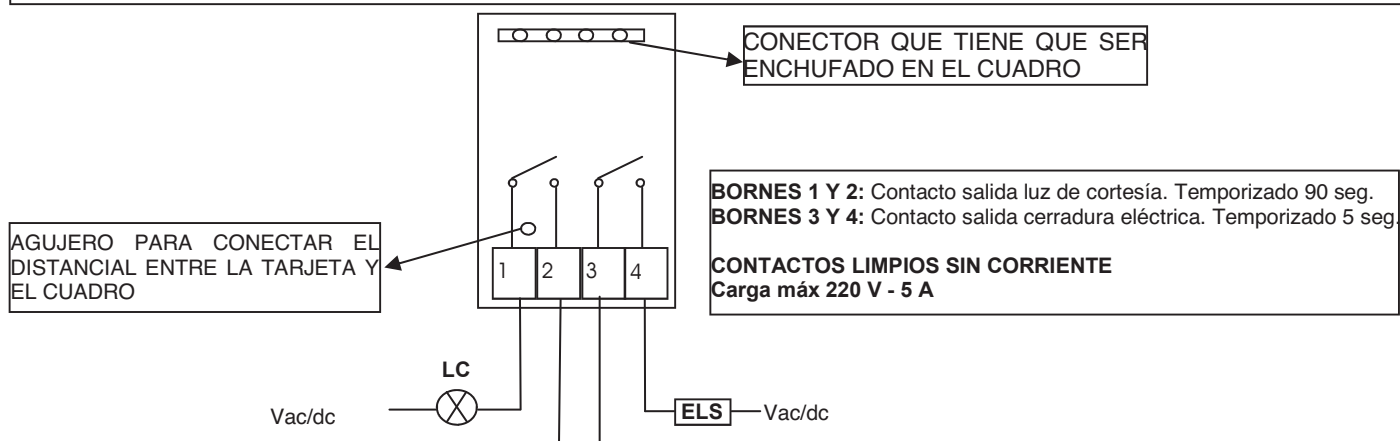 CONECTOR QUE TIENE QUE SER
ENCHUFADO EN EL CUADRO
BORNES 1 Y 2: Contacto salida luz de cortesía. Temporizado 90 seg.
BORNES 3 Y 4: Contacto salida cerradura eléctrica. Temporizado 5 seg.
CONTACTOS LIMPIOS SIN CORRIENTE
Carga máx 220 V - 5 A
AGUJERO PARA CONECTAR EL
DISTANCIAL ENTRE LA TARJETA Y
EL CUADRO
1 2 3 4
LC
Vac/dc
ELS
Vac/dc